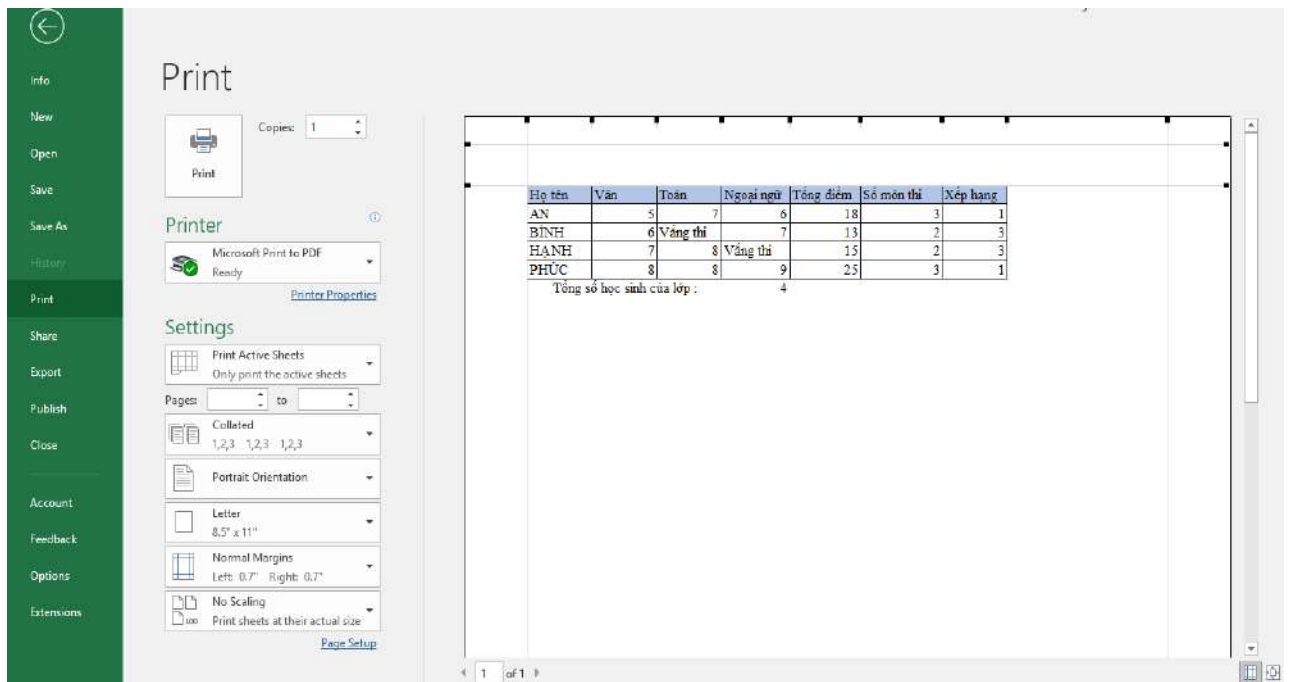 Info
New
Open
Save
Save As
History
Print
Share
Export
Publish
Close
Account
Feedback
Options
Extensions
Print
Copies: 1
Print
Printer
Microsoft Print to PDF
Ready
Printer Properties
Settings
Print Active Sheets
Only print the active sheets
Pages: to
Collated
1,2,3 1,2,3 1,2,3
Portrait Orientation
Letter
8.5" x 11"
Normal Margins
Left: 0.7" Right: 0.7"
No Scaling
100 Print sheets at their actual size
Page Setup
Họ tên Văn Toán Ngoại ngữ Tổng điểm Số môn thi Xếp hạng
AN 5 7 6 18 3 1
BÌNH 6 Vắng thi 7 13 2 3
HẠNH 7 8 Vắng thi 15 2 3
PHÚC 8 8 9 25 3 1
Tổng số học sinh của lớp : 4
1 of 1